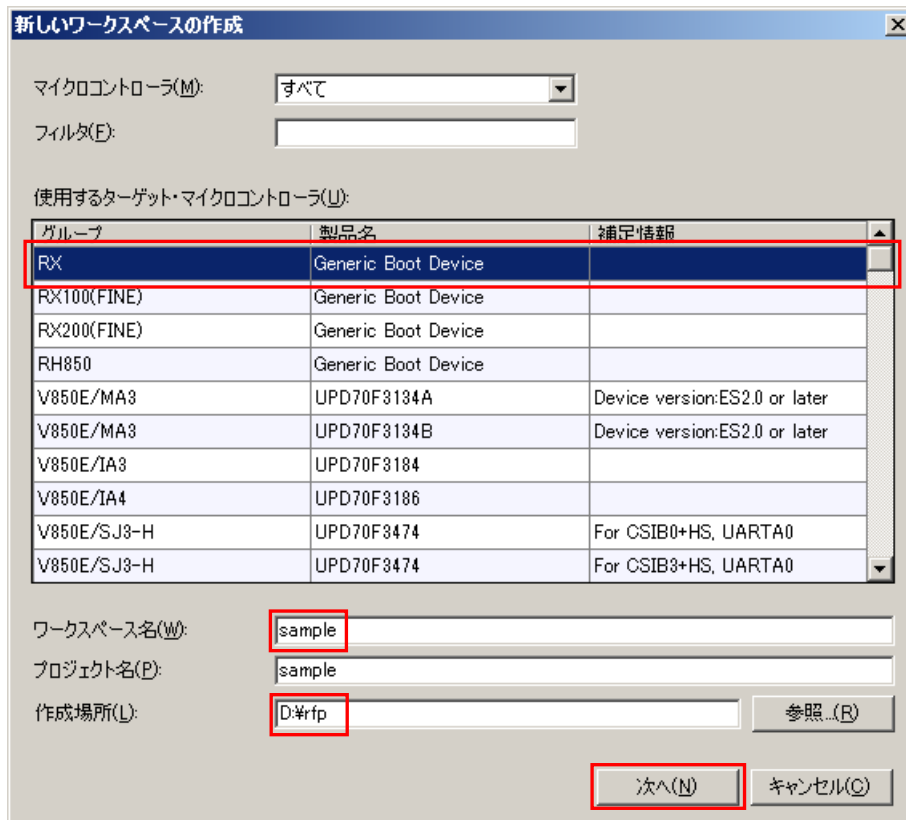 新しいワークスペースの作成
マイクロコントローラ(M): すべて
フィルタ(F):
使用するターゲット・マイクロコントローラ(U):
グループ 製品名 補足情報
RX Generic Boot Device
RX100(FINE) Generic Boot Device
RX200(FINE) Generic Boot Device
RH850 Generic Boot Device
V850E/MA3 UPD70F3134A Device version:ES2.0 or later
V850E/MA3 UPD70F3134B Device version:ES2.0 or later
V850E/IA3 UPD70F3184
V850E/IA4 UPD70F3186
V850E/SJ3-H UPD70F3474 For CSIB0+HS, UARTA0
V850E/SJ3-H UPD70F3474 For CSIB3+HS, UARTA0
ワークスペース名(W): sample
プロジェクト名(P): sample
作成場所(L): D:¥rfp 参照...(R)
次へ(N) キャンセル(C)